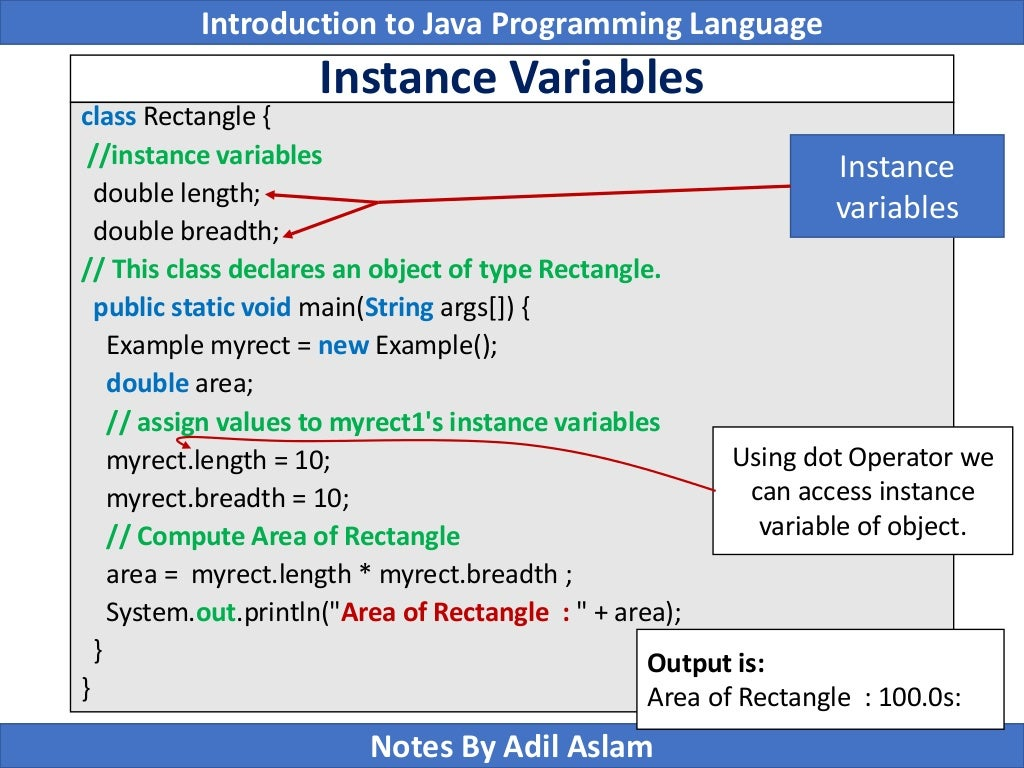 Introduction to Java Programming Language
Instance Variables
class Rectangle {
//instance variables
double length;
double breadth;
Instance
variables
// This class declares an object of type Rectangle.
public static void main(String args[]) {
Example myrect = new Example();
double area;
// assign values to myrect1's instance variables
myrect.length = 10;
myrect.breadth = 10;
Using dot Operator we
can access instance
variable of object.
// Compute Area of Rectangle
area =  myrect.length * myrect.breadth ;
System.out.println("Area of Rectangle  : " + area);
}
}
Output is:
Area of Rectangle  : 100.0s:
Notes By Adil Aslam